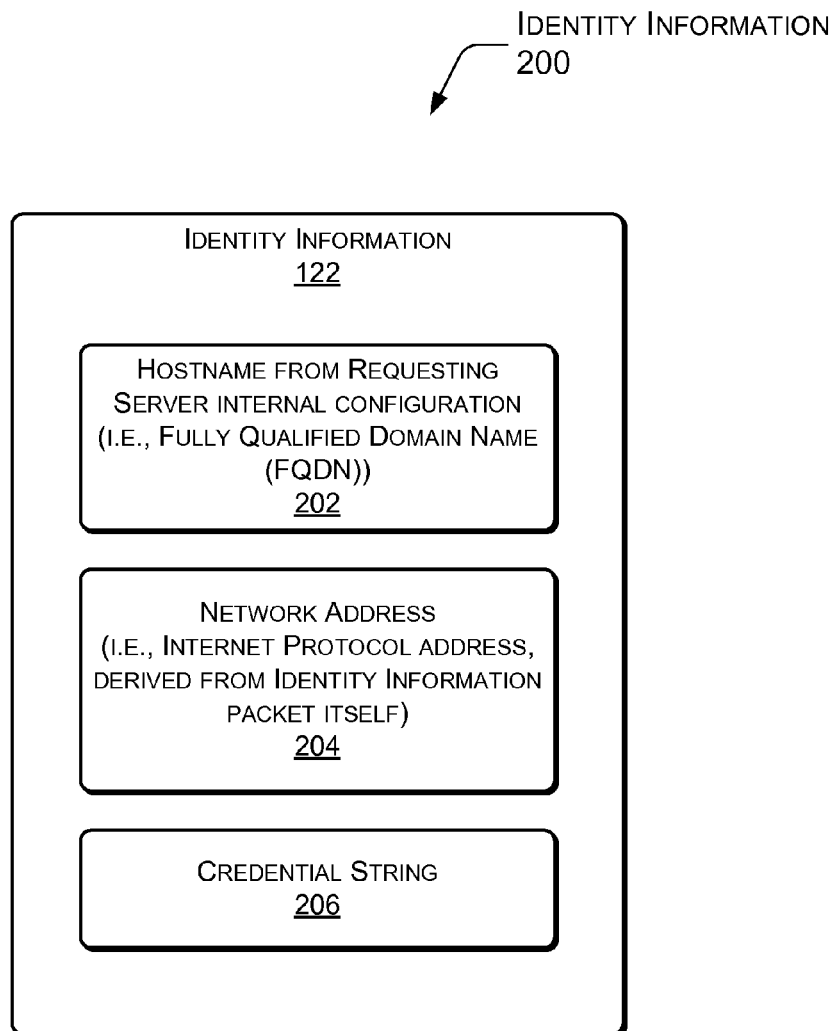 IDENTITY INFORMATION
200
IDENTITY INFORMATION
122
HOSTNAME FROM REQUESTING
SERVER INTERNAL CONFIGURATION
(I.E., FULLY QUALIFIED DOMAIN NAME
(FQDN))
202
NETWORK ADDRESS
(I.E., INTERNET PROTOCOL ADDRESS,
DERIVED FROM IDENTITY INFORMATION
PACKET ITSELF)
204
CREDENTIAL STRING
206